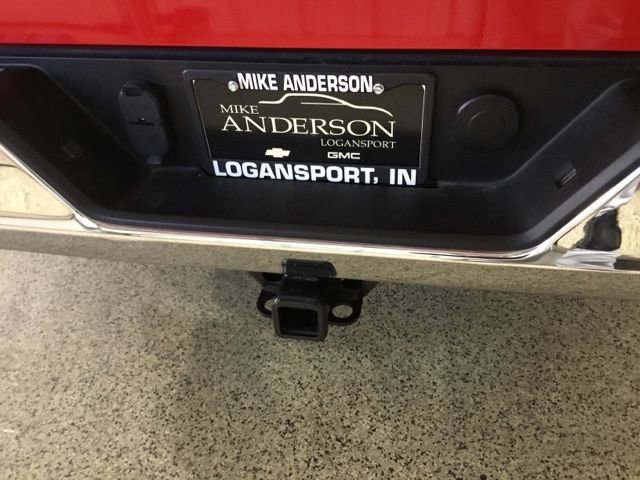 MIKE ANDERSON
MIKE
ANDERSON
LOGANSPORT
GMC
LOGANSPORT, IN